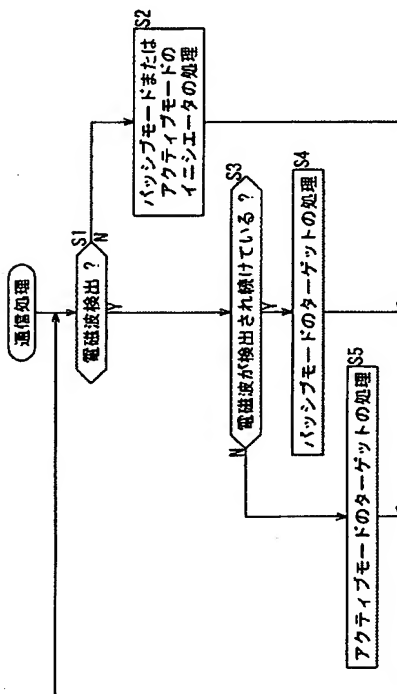 通信処理
S1
電磁波検出？
N
Y
S2
パッシブモードまたは
アクティブモードの
イニシエータの処理
S3
電磁波が検出され続けている？
N
Y
S4
パッシブモードのターゲットの処理
S5
アクティブモードのターゲットの処理